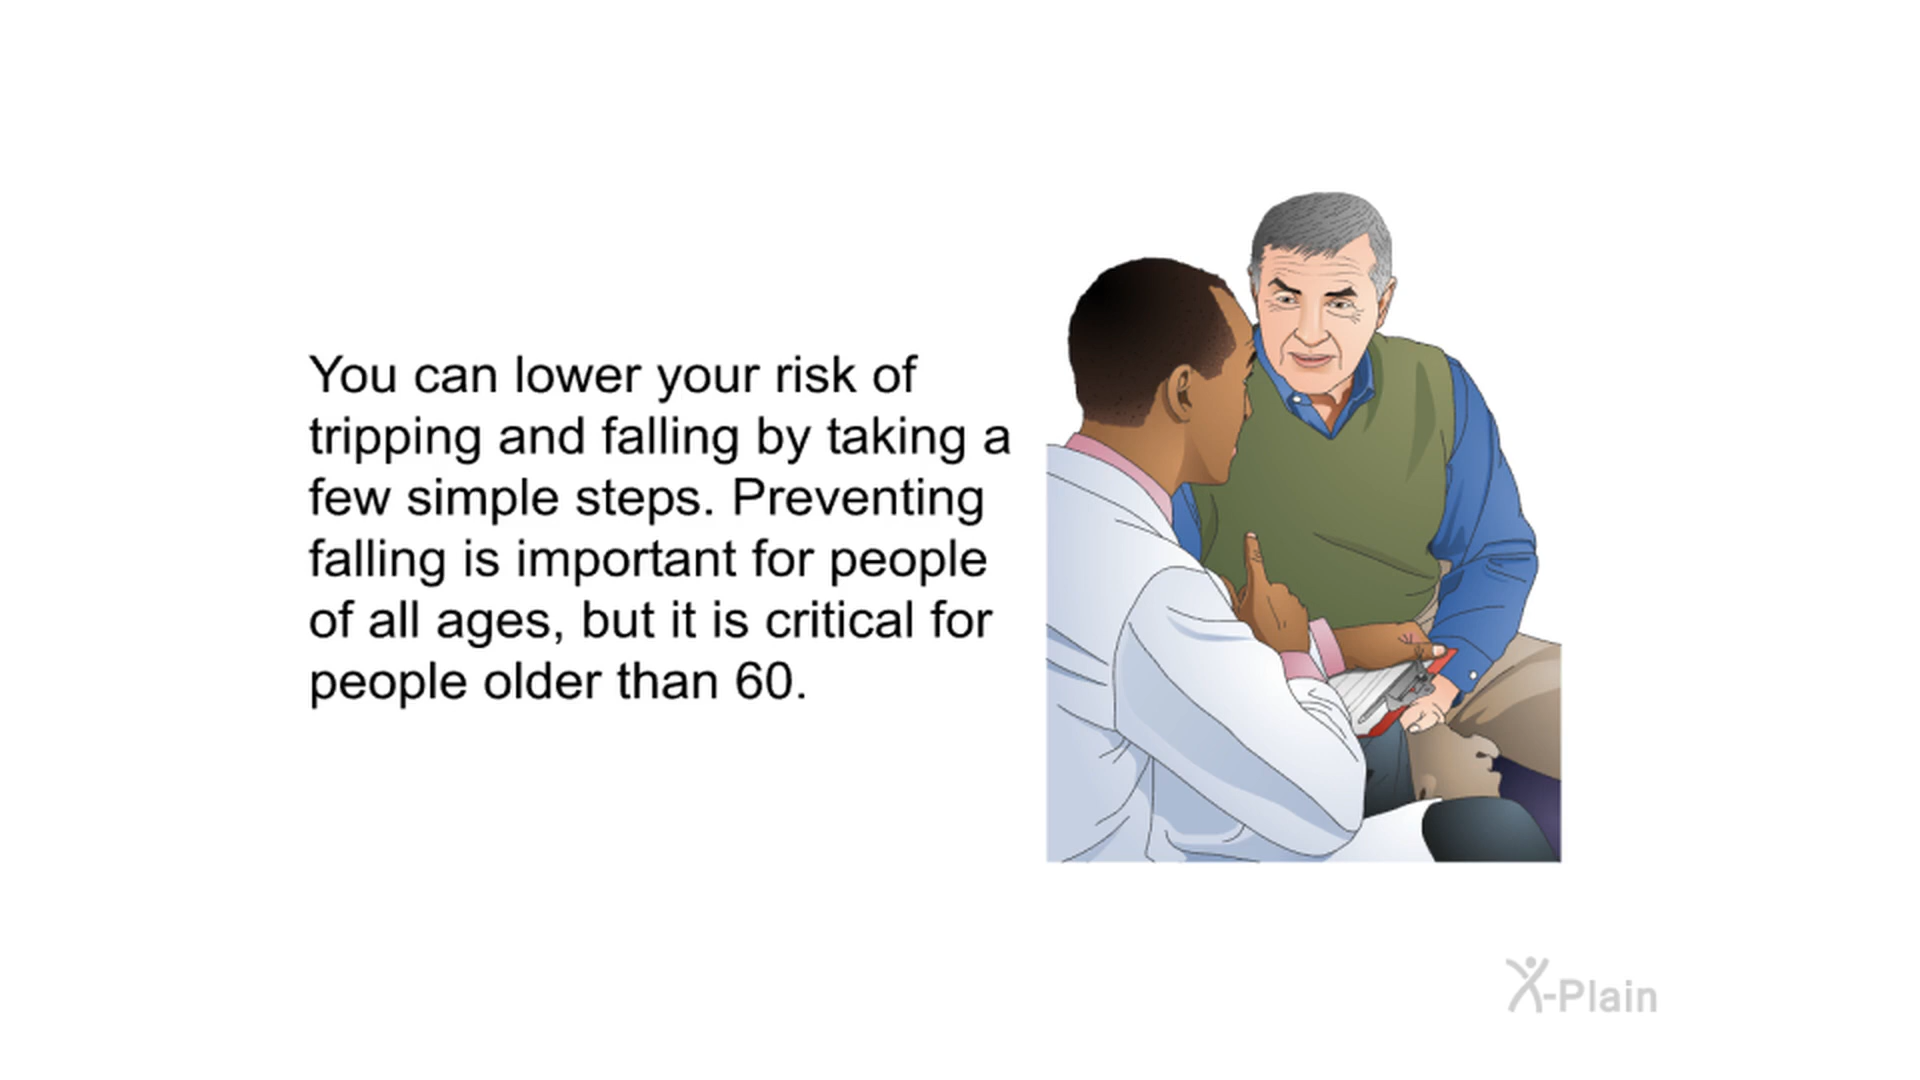 You can lower your risk of
tripping and falling by taking a
few simple steps. Preventing
falling is important for people
of all ages, but it is critical for
people older than 60.
X-Plain